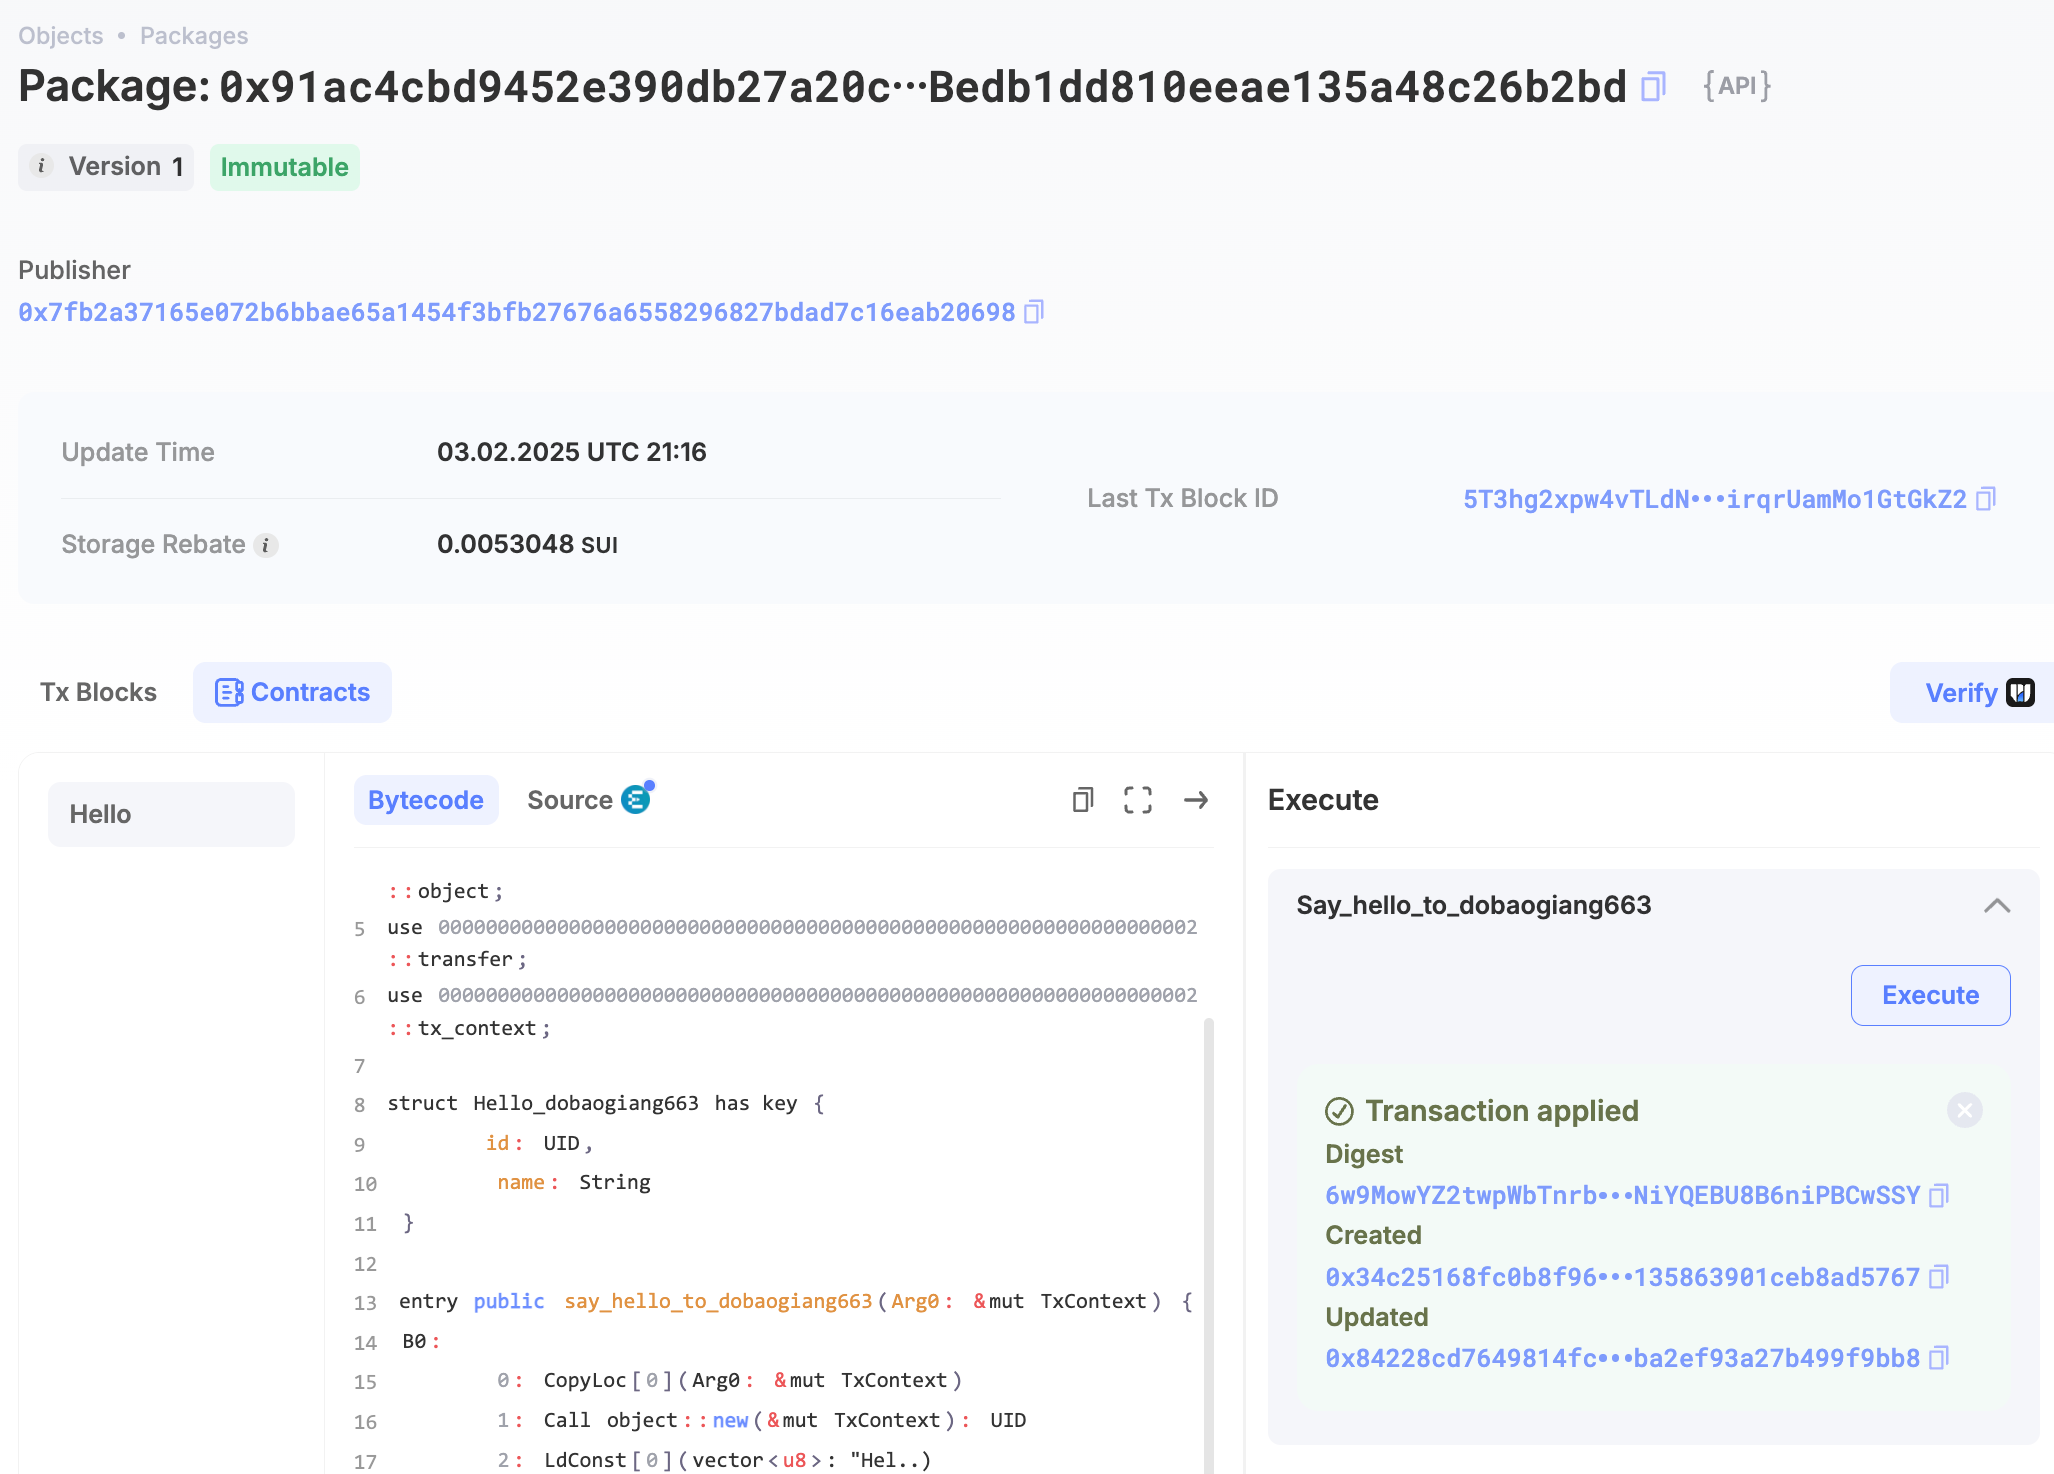 Objects • Packages
Package: 0x91ac4cbd9452e390db27a20c···Bedb1dd810eeae135a48c26b2bd {API}
i Version 1 Immutable
Publisher
0x7fb2a37165e072b6bbae65a1454f3bfb27676a6558296827bdad7c16eab20698
Update Time 03.02.2025 UTC 21:16
Storage Rebate i 0.0053048 SUI
Last Tx Block ID 5T3hg2xpw4vTLdN•••irqrUamMo1GtGkZ2
Tx Blocks Contracts Verify
Hello
Bytecode Source
::object;
5 use 0000000000000000000000000000000000000000000000000000000000000002
::transfer;
6 use 0000000000000000000000000000000000000000000000000000000000000002
::tx_context;
7
8 struct Hello_dobaogiang663 has key {
9 id: UID,
10 name: String
11 }
12
13 entry public say_hello_to_dobaogiang663(Arg0: &mut TxContext) {
14 B0:
15 0: CopyLoc[0](Arg0: &mut TxContext)
16 1: Call object::new(&mut TxContext): UID
17 2: LdConst[0](vector<u8>: "Hel..)
Execute
Say_hello_to_dobaogiang663
Execute
Transaction applied
Digest
6w9MowYZ2twpWbTnrb•••NiYQEBU8B6niPBCwSSY
Created
0x34c25168fc0b8f96•••135863901ceb8ad5767
Updated
0x84228cd7649814fc•••ba2ef93a27b499f9bb8